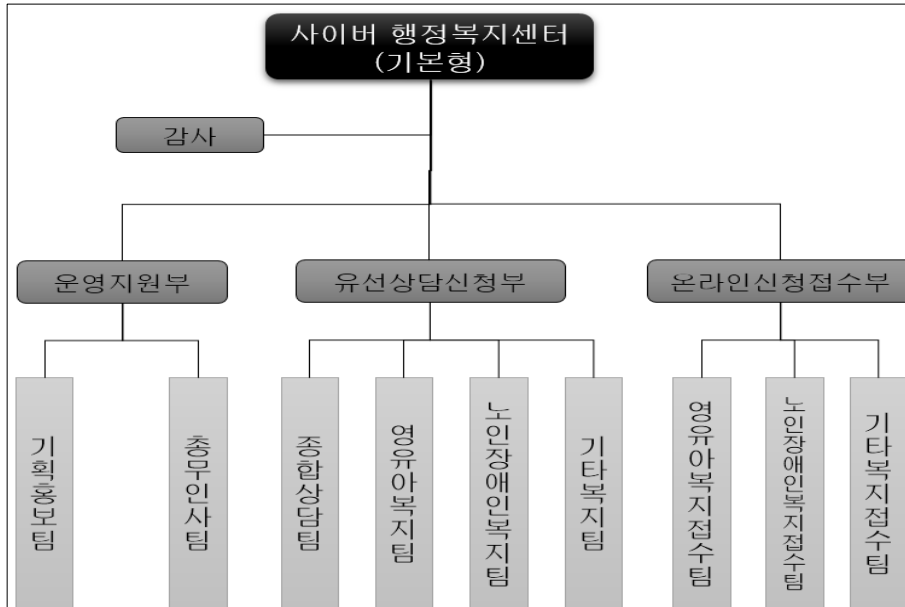 사이버 행정복지센터
(기본형)
감사
운영지원부
유선상담신청부
온라인신청접수부
기획홍보팀
총무인사팀
종합상담팀
영유아복지팀
노인장애인복지팀
기타복지팀
영유아복지접수팀
노인장애인복지접수팀
기타복지접수팀